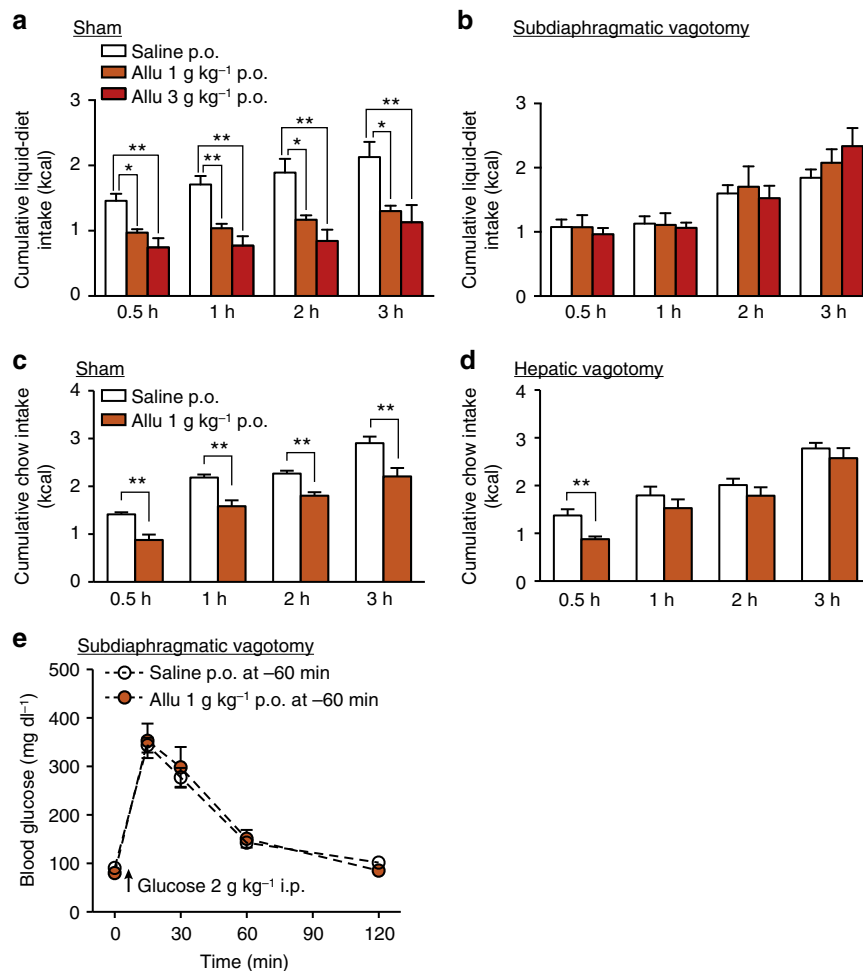 a
Sham
Saline p.o.
Allu 1 g kg⁻¹ p.o.
Allu 3 g kg⁻¹ p.o.
Cumulative liquid-diet
intake (kcal)
3
2
1
0
** ** ** **
* ** * *
0.5 h 1 h 2 h 3 h
b
Subdiaphragmatic vagotomy
Cumulative liquid-diet
intake (kcal)
3
2
1
0
0.5 h 1 h 2 h 3 h
c
Sham
Saline p.o.
Allu 1 g kg⁻¹ p.o.
Cumulative chow intake
(kcal)
4
3
2
1
0
** ** ** **
0.5 h 1 h 2 h 3 h
d
Hepatic vagotomy
Cumulative chow intake
(kcal)
4
3
2
1
0
**
0.5 h 1 h 2 h 3 h
e
Subdiaphragmatic vagotomy
Saline p.o. at –60 min
Allu 1 g kg⁻¹ p.o. at –60 min
Blood glucose (mg dl⁻¹)
500
400
300
200
100
0
Glucose 2 g kg⁻¹ i.p.
0 30 60 90 120
Time (min)